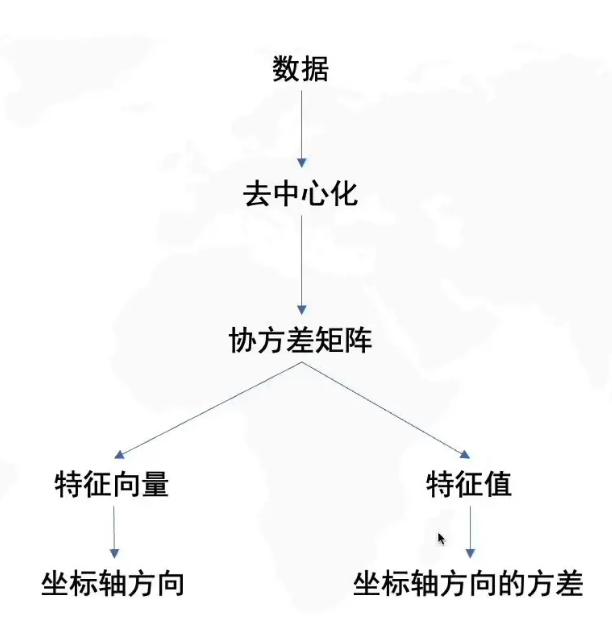 数据
去中心化
协方差矩阵
特征向量
特征值
坐标轴方向
坐标轴方向的方差